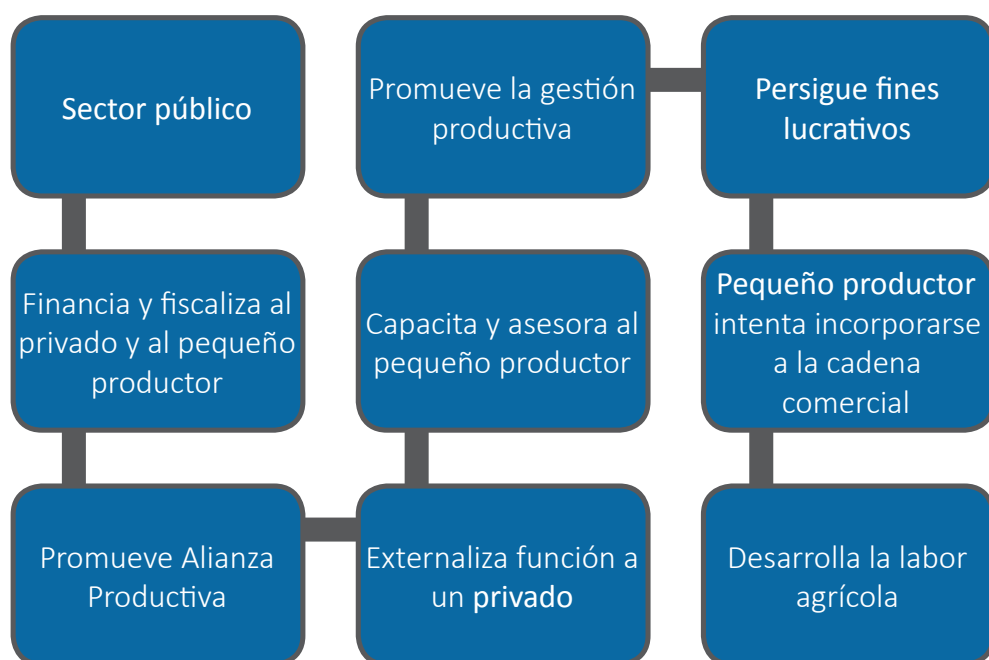 Sector público
Financia y fiscaliza al
privado y al pequeño
productor
Promueve Alianza
Productiva
Externaliza función a
un privado
Capacita y asesora al
pequeño productor
Promueve la gestión
productiva
Persigue fines
lucrativos
Pequeño productor
intenta incorporarse
a la cadena
comercial
Desarrolla la labor
agrícola